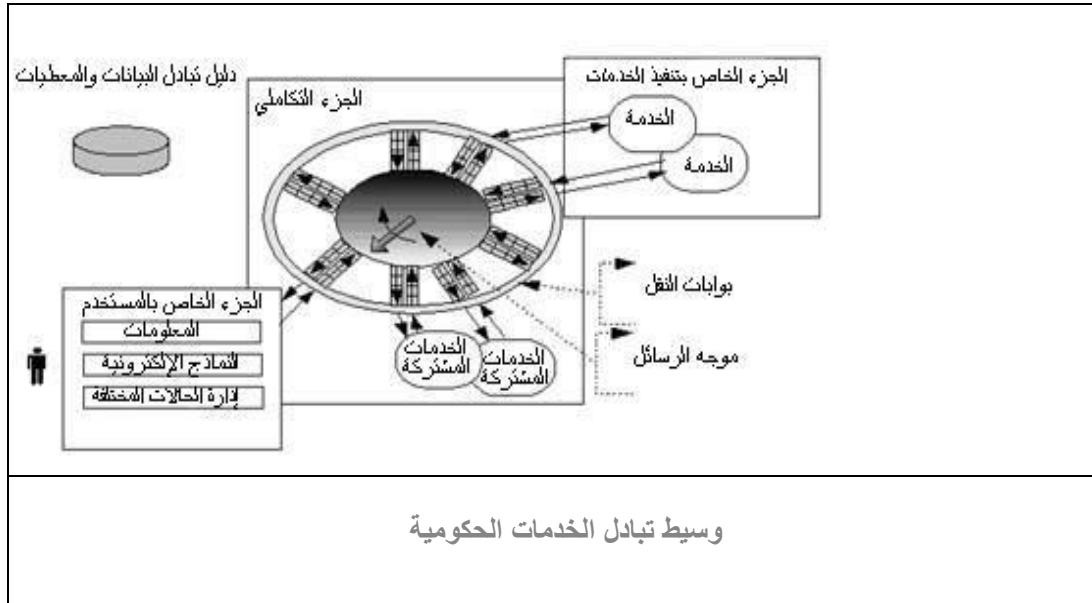 دليل تبادل البيانات والمعطيات
الجزء الخاص بتنفيذ الخدمات
الجزء التكاملي
الخدمة
الخدمة
بوابات النقل
الجزء الخاص بالمستخدم
المعلومات
النماذج الإلكترونية
إدارة الحالات المختلفة
الخدمات
المشتركة
الخدمات
المشتركة
موجه الرسائل
وسيط تبادل الخدمات الحكومية